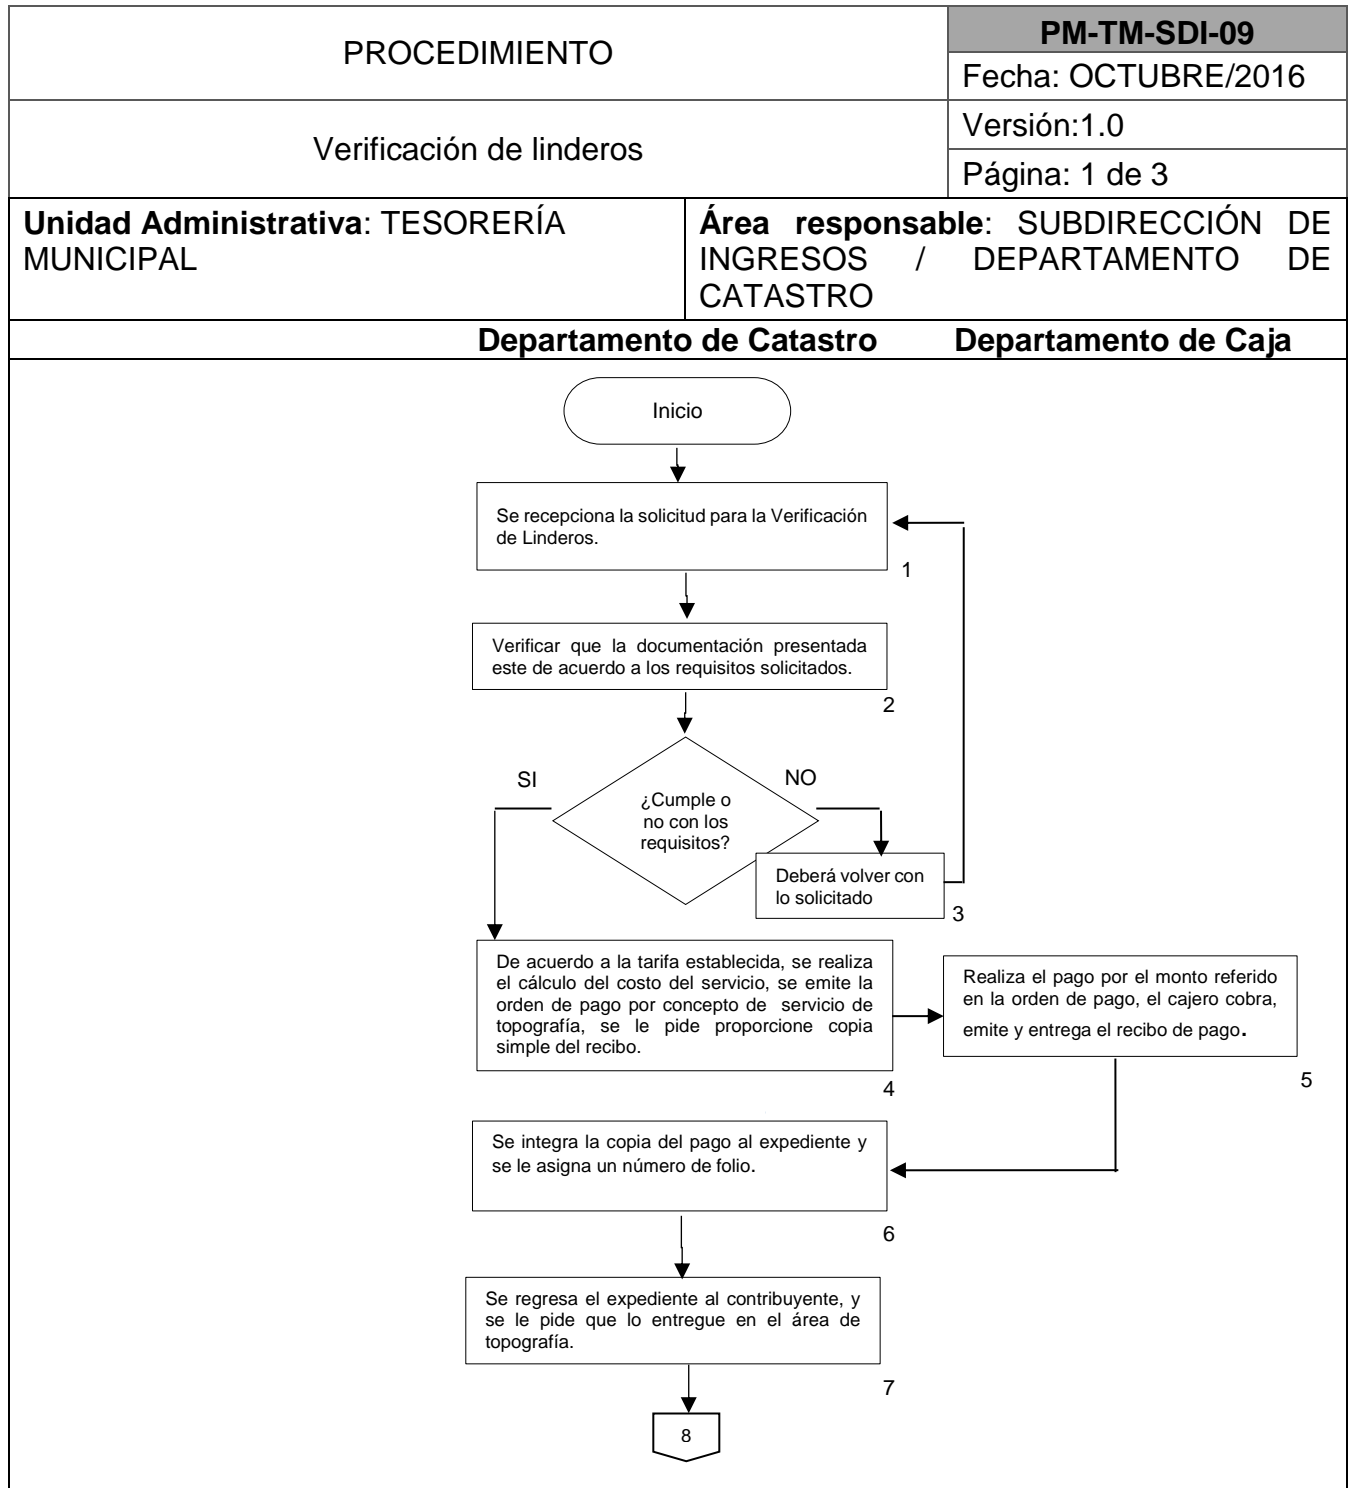 PROCEDIMIENTO
PM-TM-SDI-09
Fecha: OCTUBRE/2016
Verificación de linderos
Versión:1.0
Página: 1 de 3
Unidad Administrativa: TESORERÍA
MUNICIPAL
Área responsable: SUBDIRECCIÓN DE
INGRESOS / DEPARTAMENTO DE
CATASTRO
Departamento de Catastro
Departamento de Caja
Inicio
Se recepciona la solicitud para la Verificación
de Linderos.
1
Verificar que la documentación presentada
este de acuerdo a los requisitos solicitados.
2
SI
NO
¿Cumple o
no con los
requisitos?
Deberá volver con
lo solicitado
3
De acuerdo a la tarifa establecida, se realiza
el cálculo del costo del servicio, se emite la
orden de pago por concepto de servicio de
topografía, se le pide proporcione copia
simple del recibo.
4
Realiza el pago por el monto referido
en la orden de pago, el cajero cobra,
emite y entrega el recibo de pago.
5
Se integra la copia del pago al expediente y
se le asigna un número de folio.
6
Se regresa el expediente al contribuyente, y
se le pide que lo entregue en el área de
topografía.
7
8